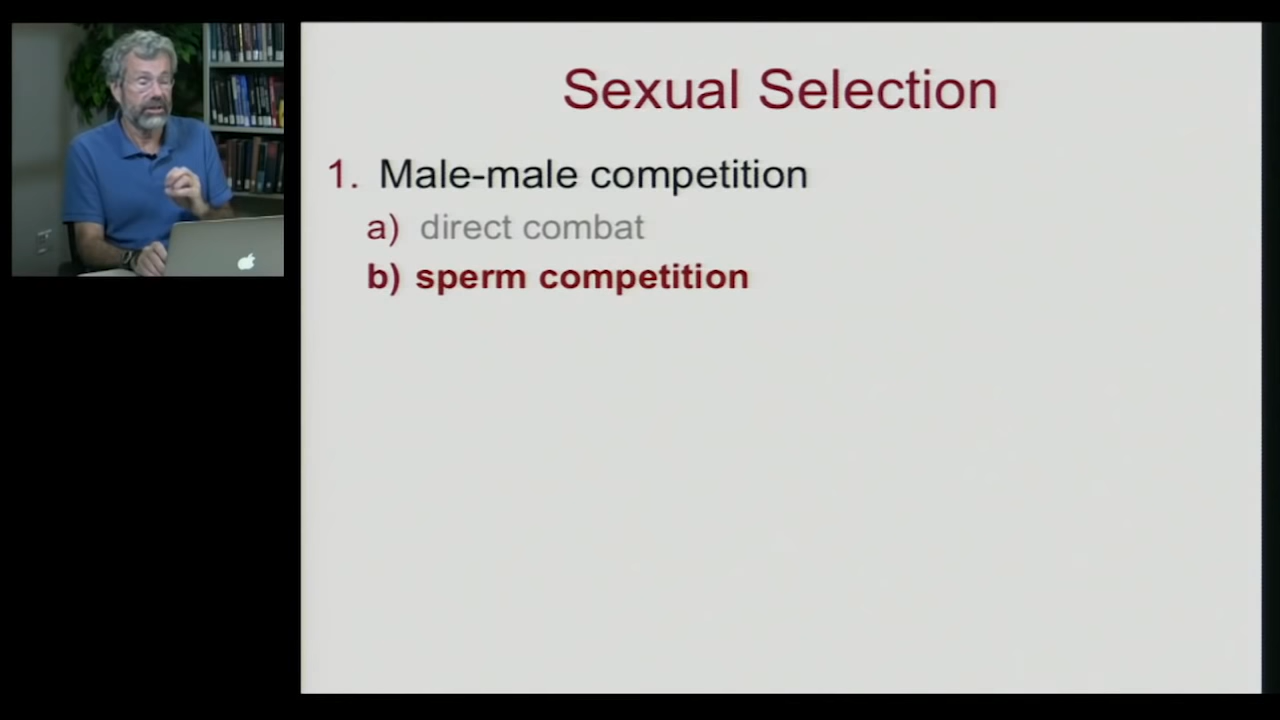 Sexual Selection
1. Male-male competition
a) direct combat
b) sperm competition